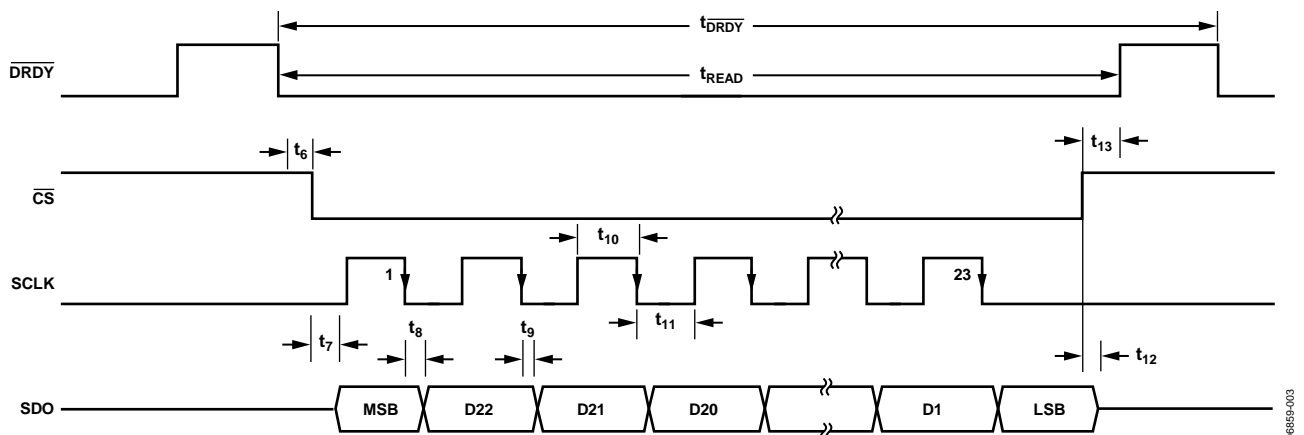 tDRDY
DRDY
tREAD
t6
t13
CS
t10
SCLK
1
23
t7
t8
t9
t11
t12
SDO
MSB
D22
D21
D20
D1
LSB
06859-003